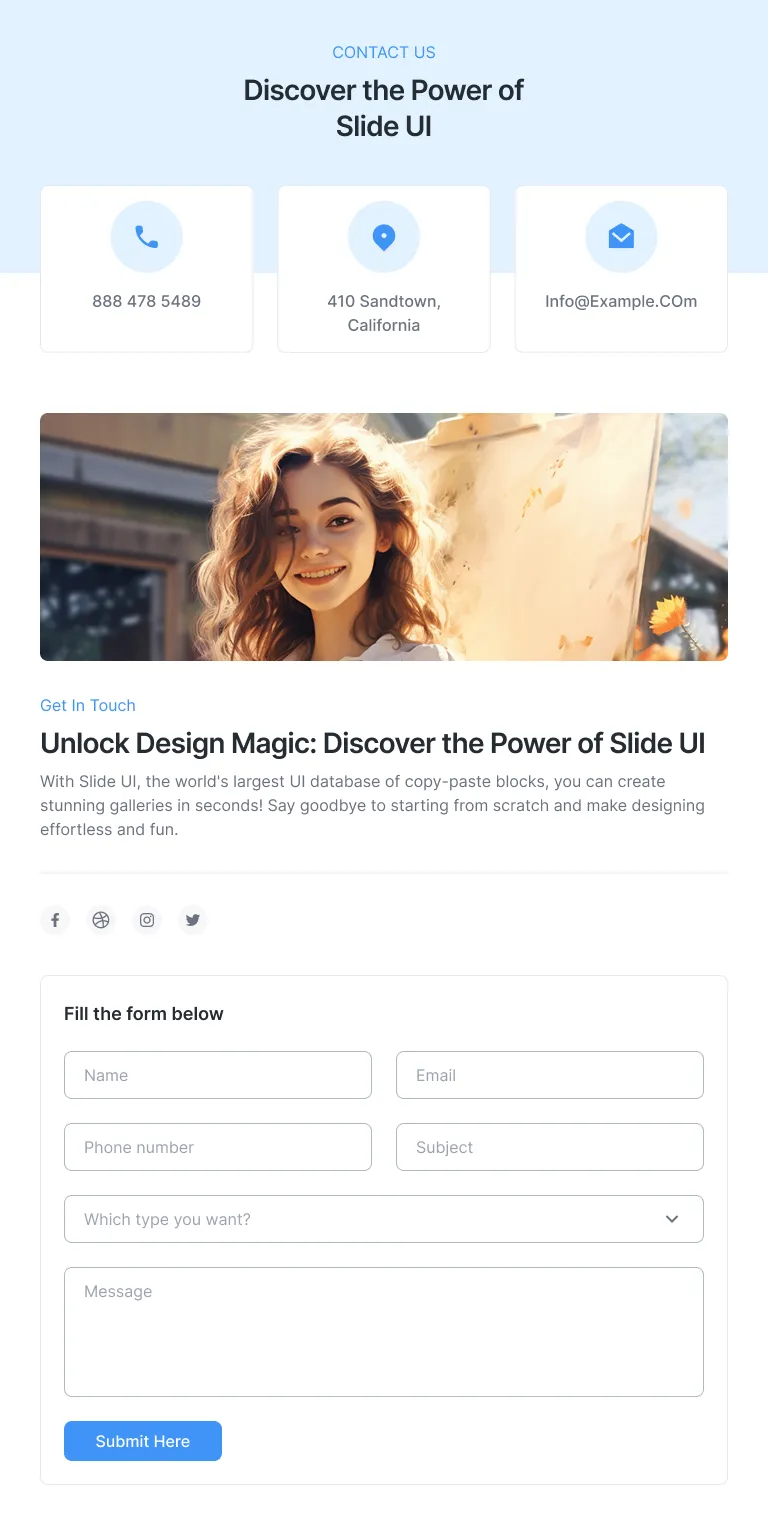 CONTACT US
Discover the Power of
Slide UI
888 478 5489
410 Sandtown,
California
Info@Example.COm
Get In Touch
Unlock Design Magic: Discover the Power of Slide UI
With Slide UI, the world's largest UI database of copy-paste blocks, you can create
stunning galleries in seconds! Say goodbye to starting from scratch and make designing
effortless and fun.
Fill the form below
Name
Email
Phone number
Subject
Which type you want?
Message
Submit Here